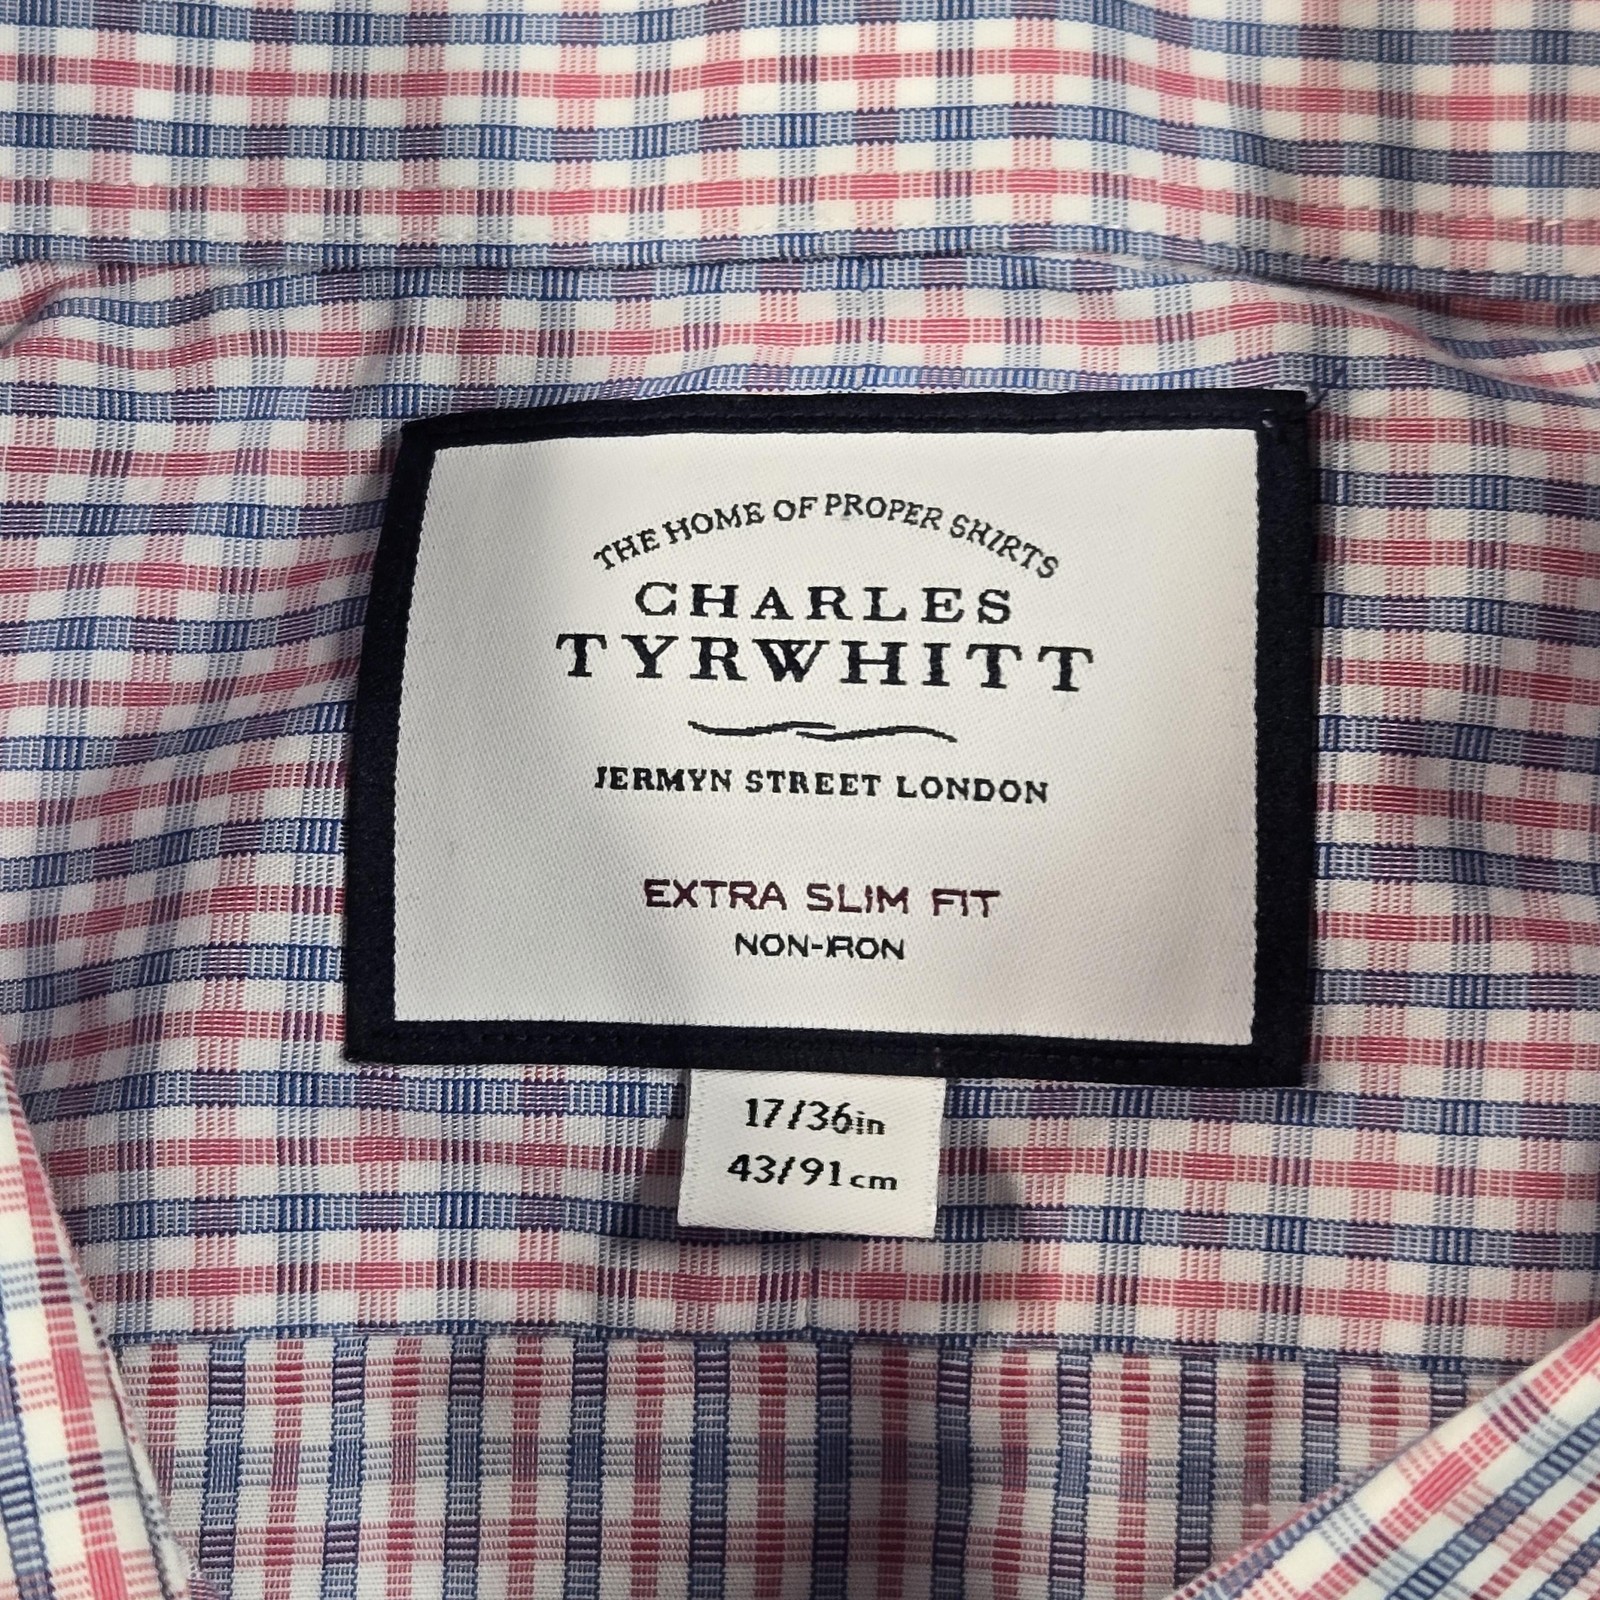 THE HOME OF PROPER SHIRTS
CHARLES
TYRWHITT
JERMYN STREET LONDON
EXTRA SLIM FIT
NON-IRON
17/36in
43/91cm